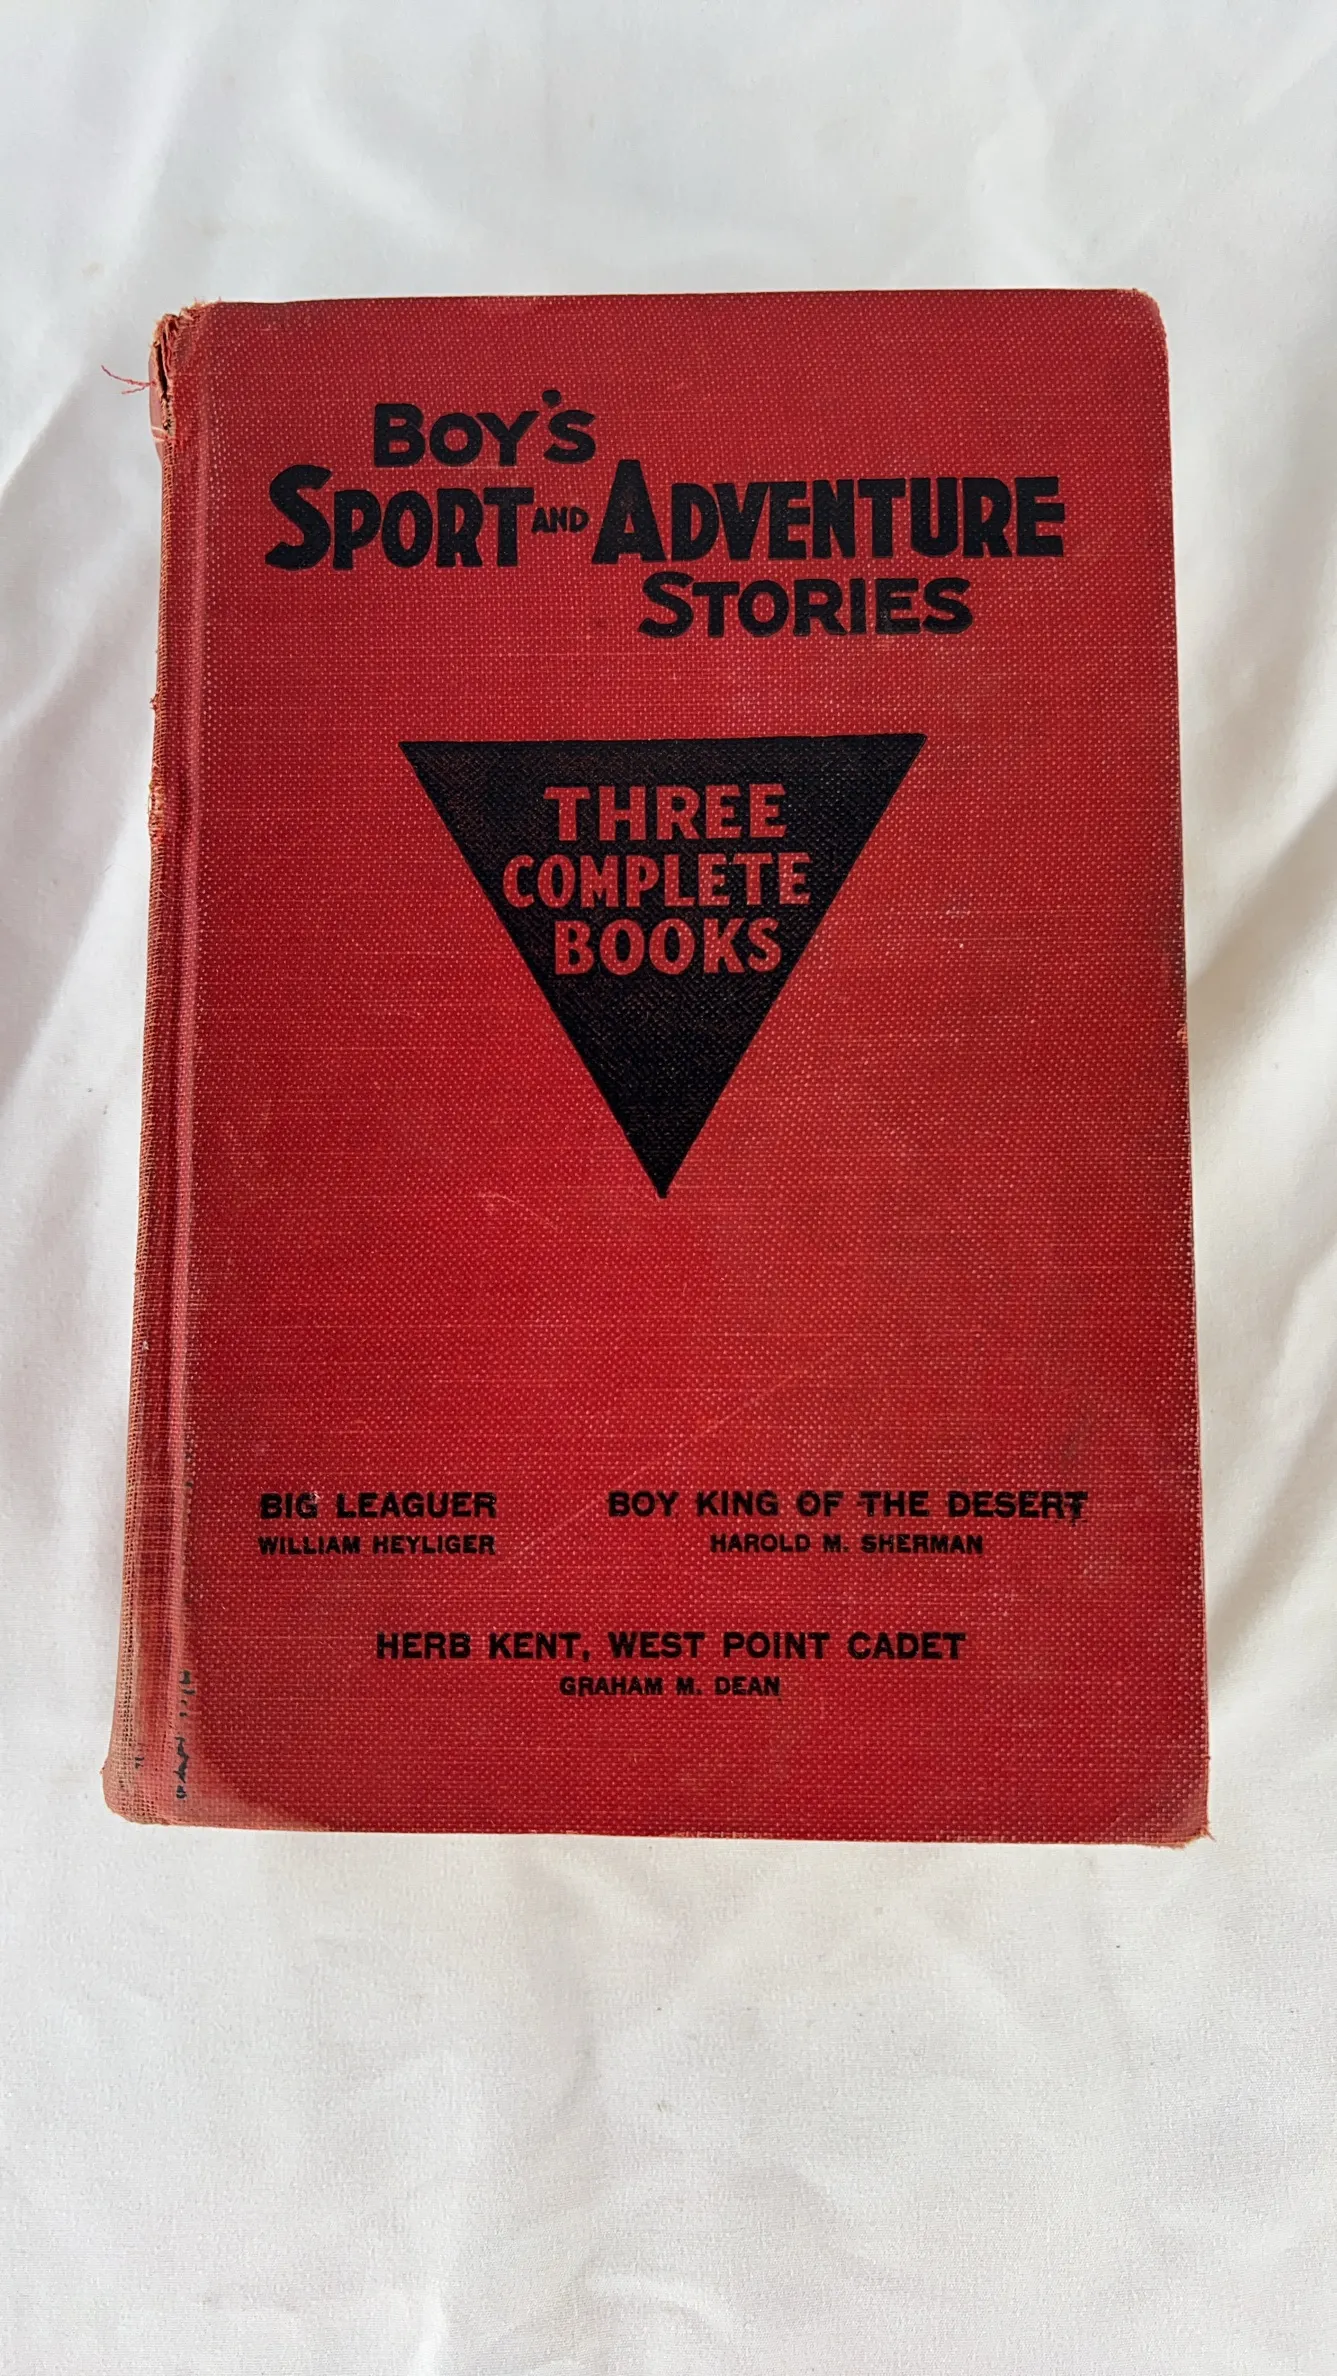 BOY'S
SPORT AND ADVENTURE
STORIES
THREE
COMPLETE
BOOKS
BIG LEAGUER
WILLIAM HEYLIGER
BOY KING OF THE DESERT
HAROLD M. SHERMAN
HERB KENT, WEST POINT CADET
GRAHAM M. DEAN